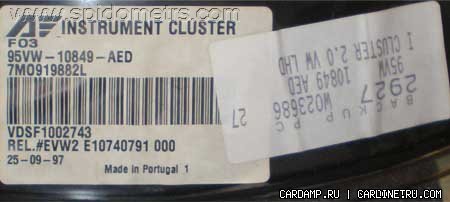 www.spidometrs.com
AF INSTRUMENT CLUSTER
F03
95VW-10849-AED
7M0919882L
VDSF1002743
REL.#EVW2 E10740791 000
25-09-97
Made in Portugal 1
I CLUSTER 2.0 VW LHD
95VW 10849 AED
2927
W023686
BACKUP PC
27
CARDAMP.RU / CARDINETRU.COM